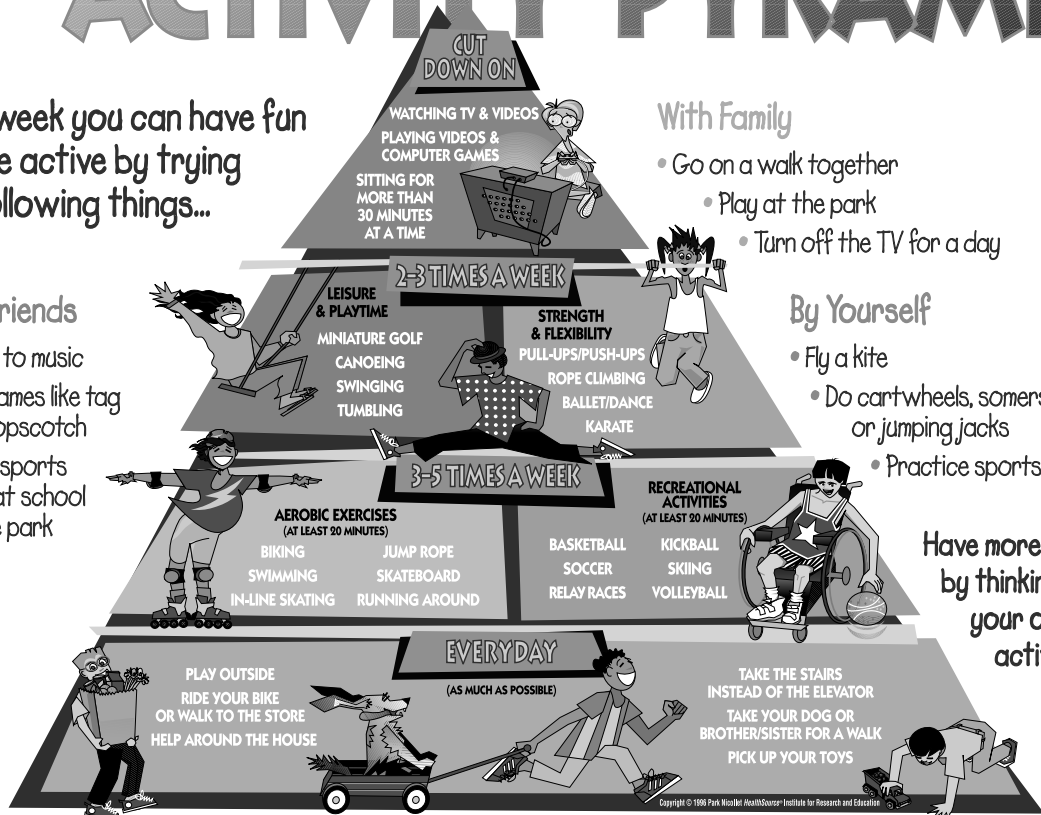 ACTIVITY PYRAMI
CUT
DOWN ON
WATCHING TV & VIDEOS
PLAYING VIDEOS &
COMPUTER GAMES
SITTING FOR
MORE THAN
30 MINUTES
AT A TIME
week you can have fun
e active by trying
llowing things...
With Family
• Go on a walk together
• Play at the park
• Turn off the TV for a day
2-3 TIMES A WEEK
LEISURE
& PLAYTIME
MINIATURE GOLF
CANOEING
SWINGING
TUMBLING
STRENGTH
& FLEXIBILITY
PULL-UPS/PUSH-UPS
ROPE CLIMBING
BALLET/DANCE
KARATE
riends
to music
ames like tag
opscotch
sports
at school
e park
By Yourself
• Fly a kite
• Do cartwheels, somers
or jumping jacks
• Practice sports
3-5 TIMES A WEEK
AEROBIC EXERCISES
(AT LEAST 20 MINUTES)
BIKING JUMP ROPE
SWIMMING SKATEBOARD
IN-LINE SKATING RUNNING AROUND
RECREATIONAL
ACTIVITIES
(AT LEAST 20 MINUTES)
BASKETBALL KICKBALL
SOCCER SKIING
RELAY RACES VOLLEYBALL
Have more
by thinkin
your o
acti
EVERYDAY
(AS MUCH AS POSSIBLE)
PLAY OUTSIDE
RIDE YOUR BIKE
OR WALK TO THE STORE
HELP AROUND THE HOUSE
TAKE THE STAIRS
INSTEAD OF THE ELEVATOR
TAKE YOUR DOG OR
BROTHER/SISTER FOR A WALK
PICK UP YOUR TOYS
Copyright © 1996 Park Nicollet HealthSource® Institute for Research and Education